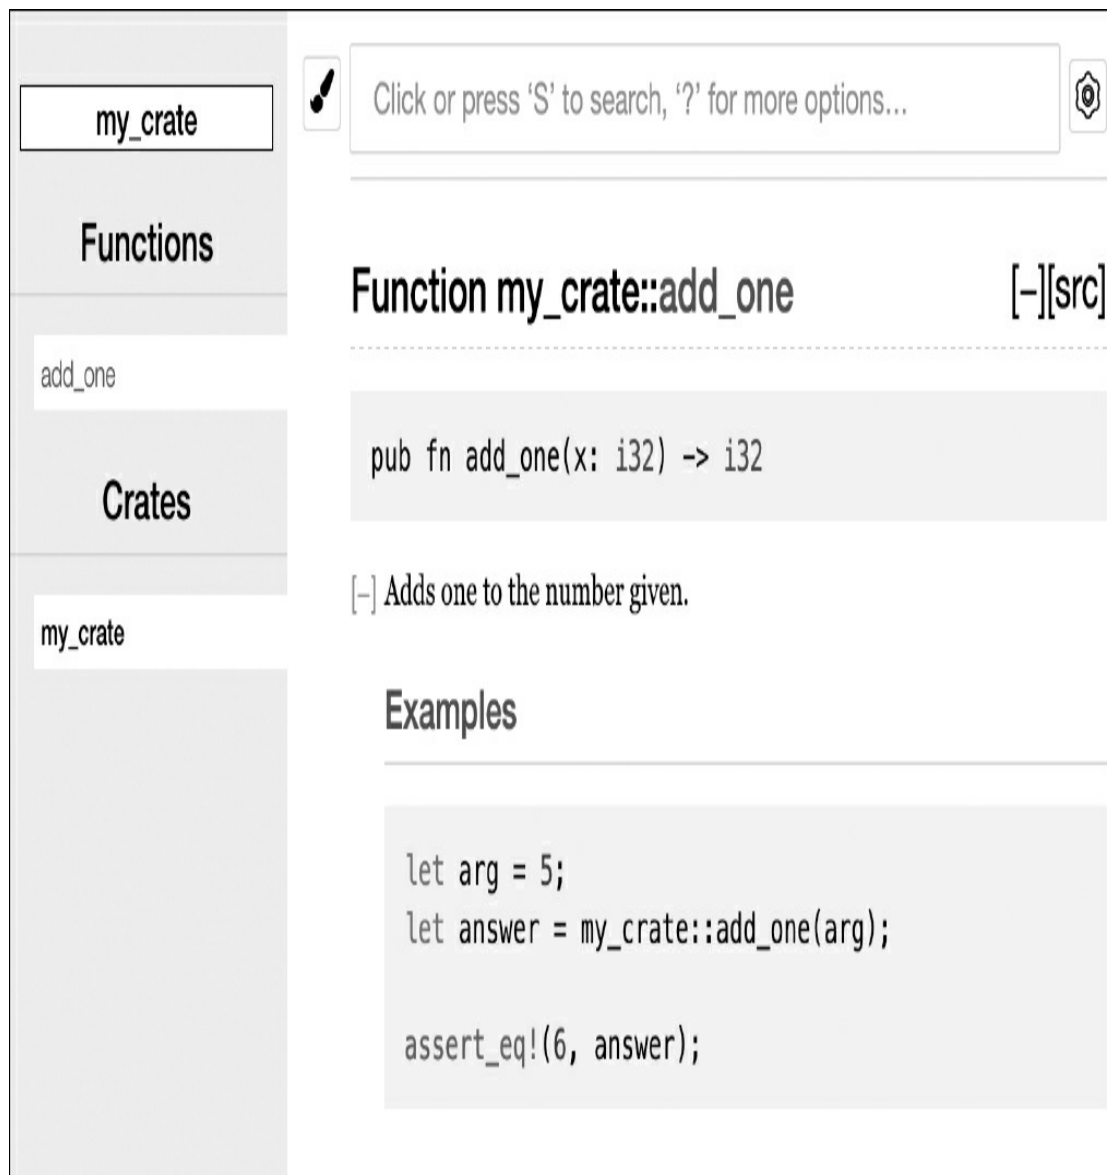 my_crate
Functions
add_one
Crates
my_crate
Click or press ‘S’ to search, ‘?’ for more options...
Function my_crate::add_one [−][src]
pub fn add_one(x: i32) -> i32
[−] Adds one to the number given.
Examples
let arg = 5;
let answer = my_crate::add_one(arg);
assert_eq!(6, answer);